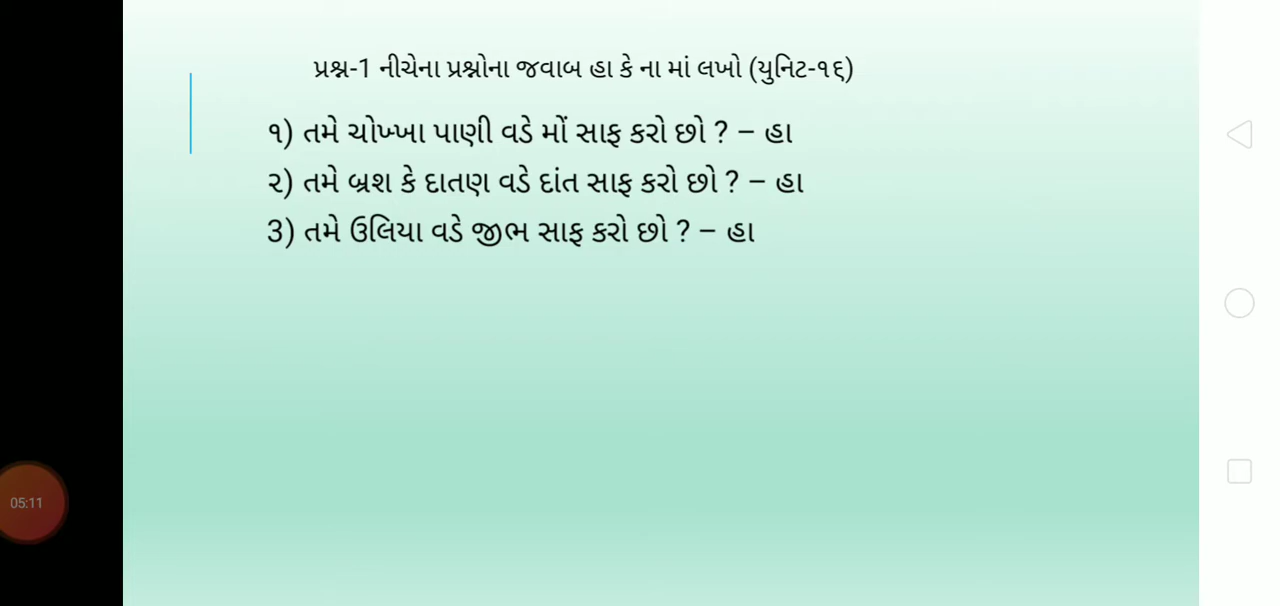 પ્રશ્ન-1 નીચેના પ્રશ્નોના જવાબ હા કે ના માં લખો (યુનિટ-૧૬)
૧) તમે ચોખ્ખા પાણી વડે મોં સાફ કરો છો ? – હા
૨) તમે બ્રશ કે દાતણ વડે દાંત સાફ કરો છો ? – હા
3) તમે ઉલિયા વડે જીભ સાફ કરો છો ? – હા
05:11